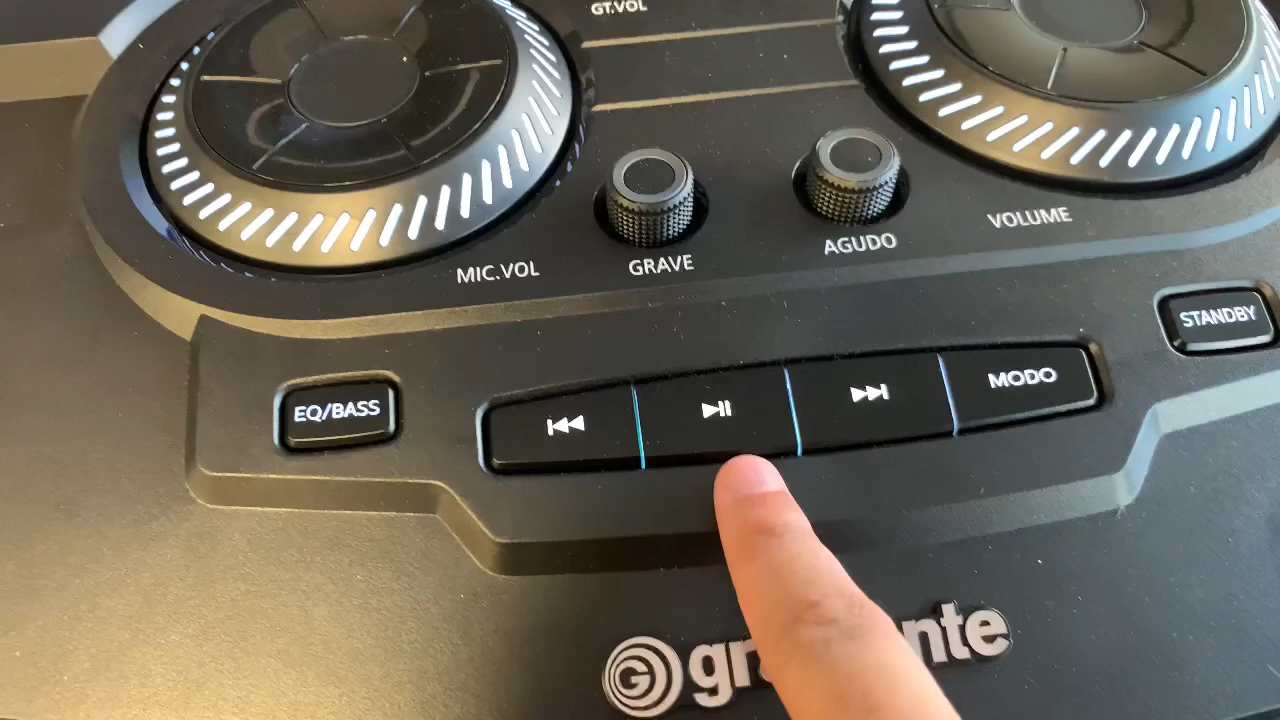 GT.VOL
MIC.VOL
GRAVE
AGUDO
VOLUME
EQ/BASS
MODO
STANDBY
G